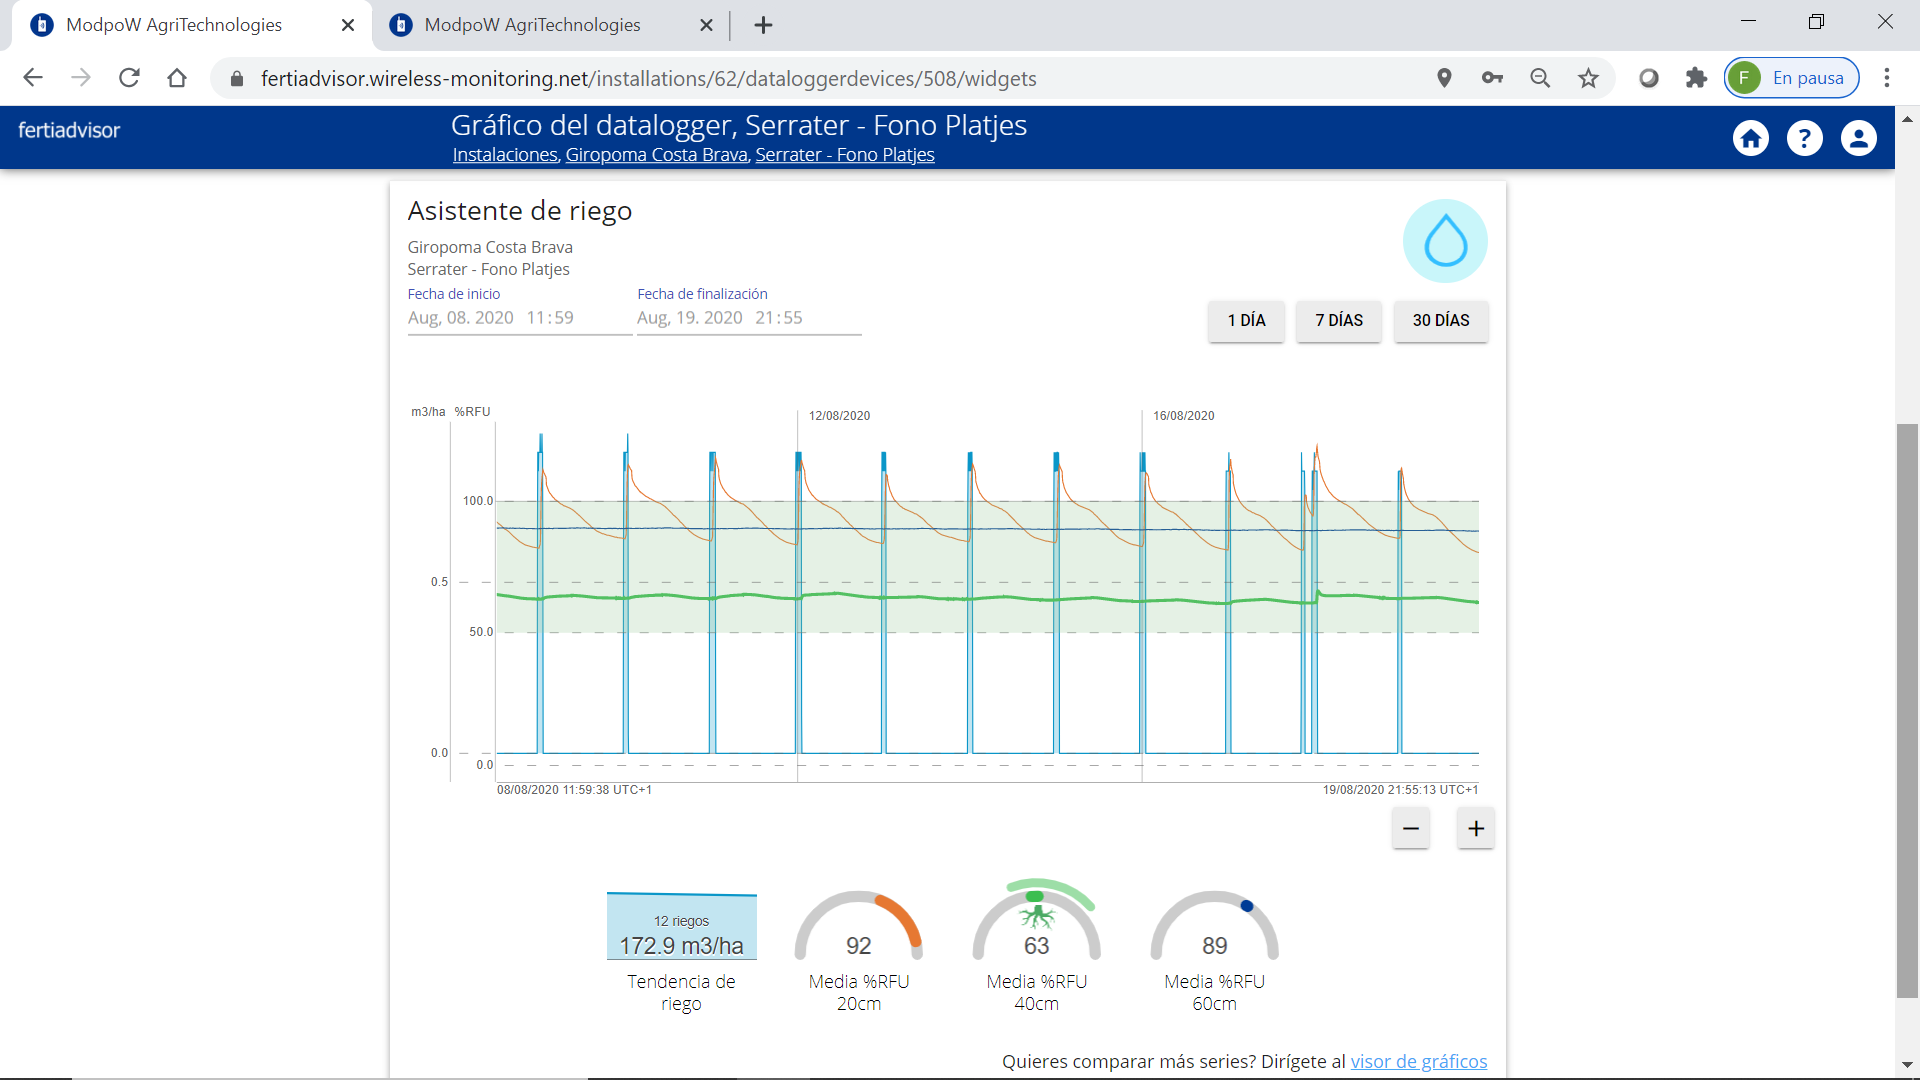 ModpoW AgriTechnologies
ModpoW AgriTechnologies
fertiadvisor.wireless-monitoring.net/installations/62/dataloggerdevices/508/widgets
F En pausa
fertiadvisor
Gráfico del datalogger, Serrater - Fono Platjes
Instalaciones, Giropoma Costa Brava, Serrater - Fono Platjes
?
Asistente de riego
Giropoma Costa Brava
Serrater - Fono Platjes
Fecha de inicio
Fecha de finalización
Aug, 08. 2020 11:59
Aug, 19. 2020 21:55
1 DÍA
7 DÍAS
30 DÍAS
m3/ha %RFU
12/08/2020
16/08/2020
100.0
0.5
50.0
0.0
0.0
08/08/2020 11:59:38 UTC+1
19/08/2020 21:55:13 UTC+1
12 riegos
172.9 m3/ha
92
63
89
Tendencia de
riego
Media %RFU
20cm
Media %RFU
40cm
Media %RFU
60cm
Quieres comparar más series? Dirígete al visor de gráficos